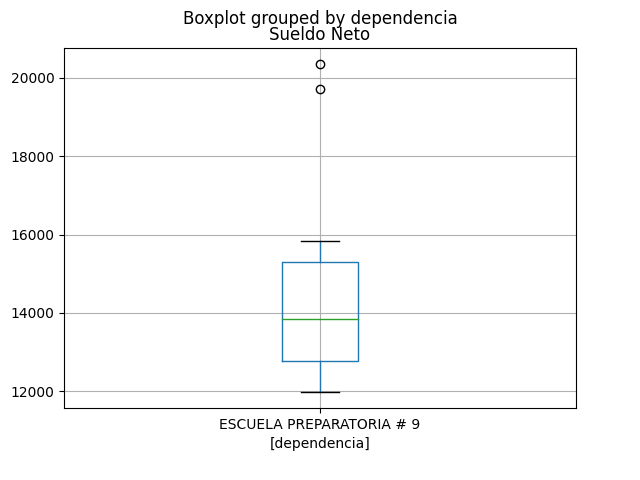 Boxplot grouped by dependencia
Sueldo Neto
20000
18000
16000
14000
12000
ESCUELA PREPARATORIA # 9
[dependencia]